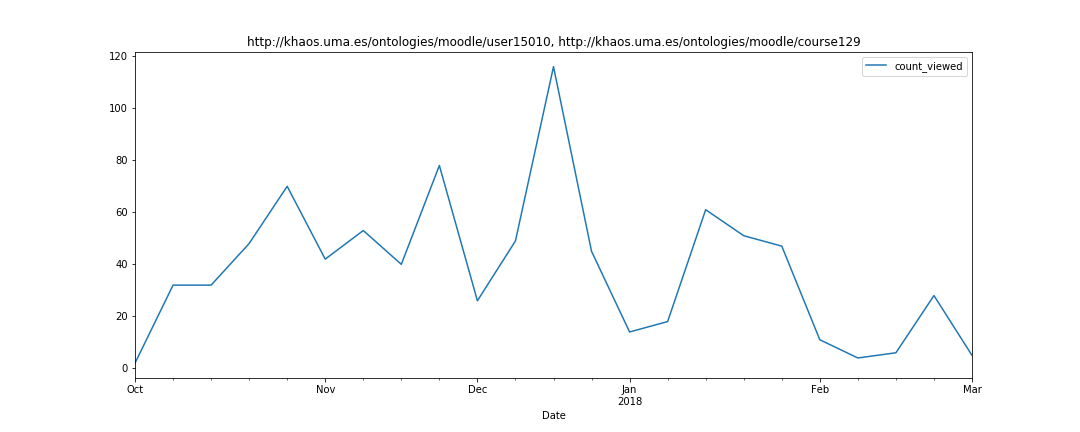 http://khaos.uma.es/ontologies/moodle/user15010, http://khaos.uma.es/ontologies/moodle/course129
count_viewed
120
100
80
60
40
20
0
Oct
Nov
Dec
Jan
2018
Feb
Mar
Date